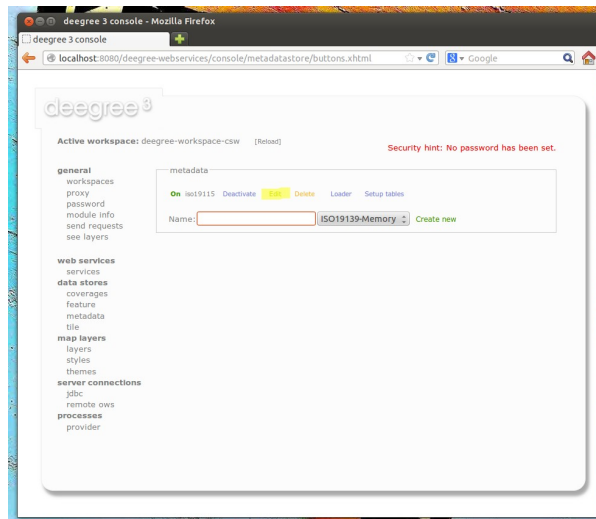 deegree 3 console - Mozilla Firefox
deegree 3 console
localhost:8080/deegree-webservices/console/metadatastore/buttons.xhtml
Google
deegree 3
Active workspace: deegree-workspace-csw [Reload]
Security hint: No password has been set.
general
workspaces
proxy
password
module info
send requests
see layers
web services
services
data stores
coverages
feature
metadata
tile
map layers
layers
styles
themes
server connections
jdbc
remote ows
processes
provider
metadata
On iso19115 Deactivate Edit Delete Loader Setup tables
Name: ISO19139-Memory Create new